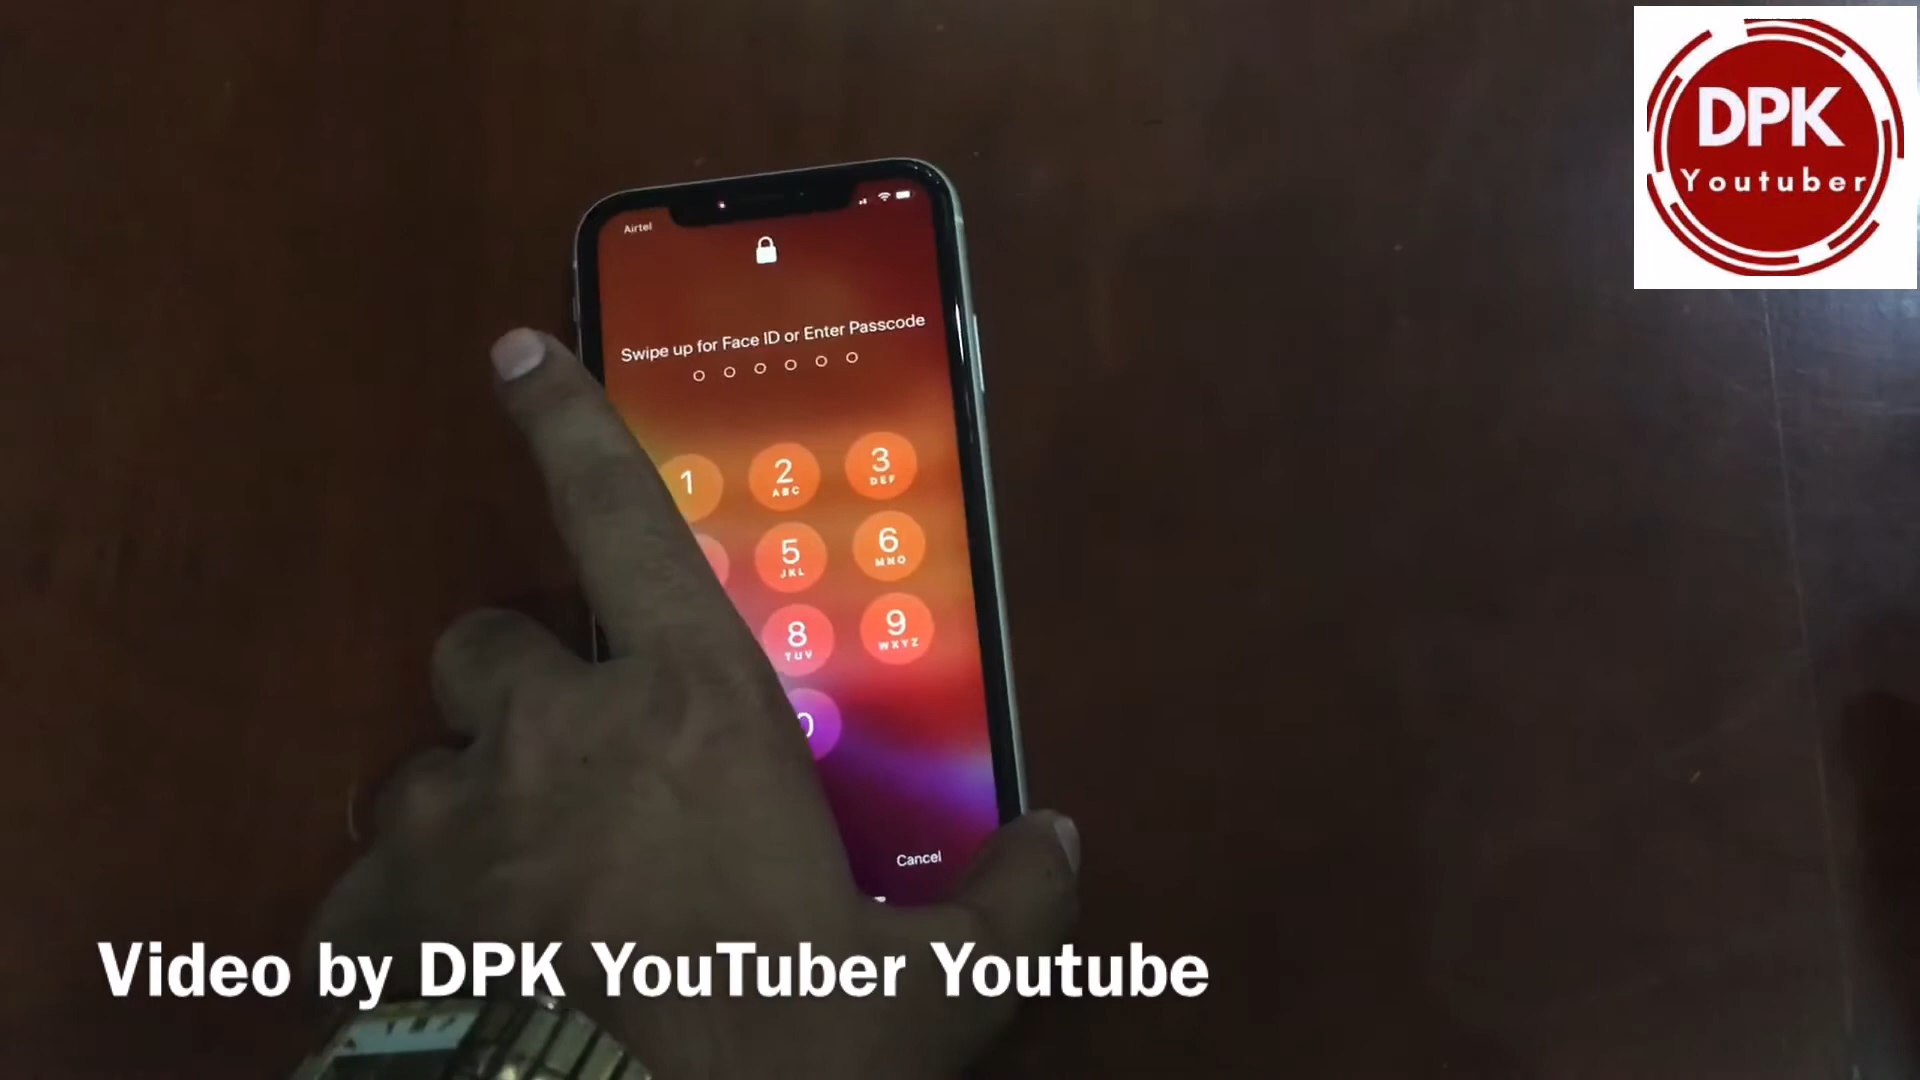 DPK
Youtuber
Airtel
Swipe up for Face ID or Enter Passcode
1
2
ABC
3
DEF
5
JKL
6
MNO
8
TUV
9
WXYZ
0
Cancel
Video by DPK YouTuber Youtube